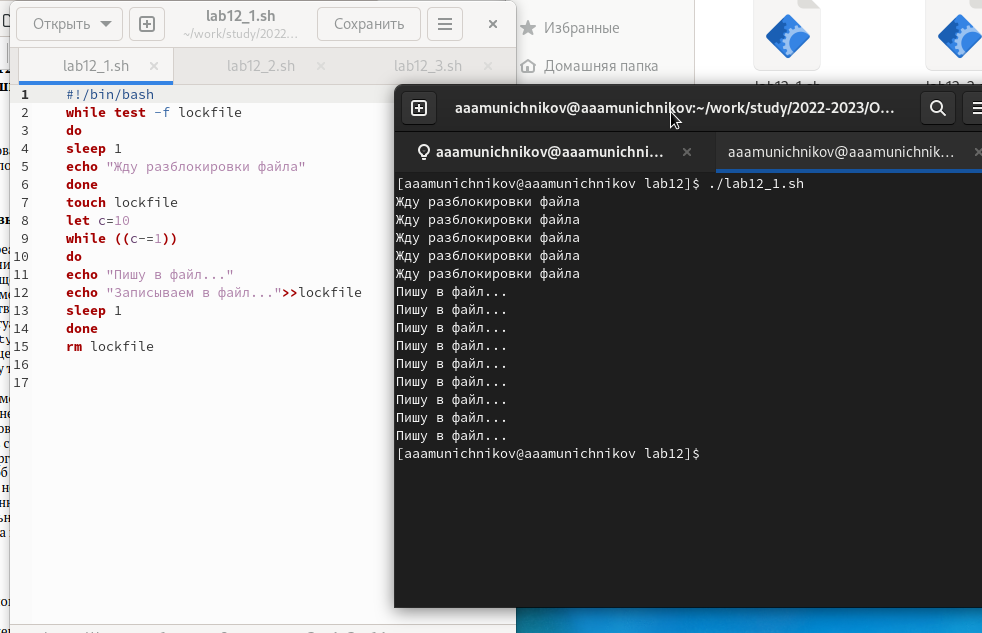 Открыть
lab12_1.sh
~/work/study/2022...
Сохранить
lab12_1.sh
lab12_2.sh
lab12_3.sh
1 #!/bin/bash
2 while test -f lockfile
3 do
4 sleep 1
5 echo "Жду разблокировки файла"
6 done
7 touch lockfile
8 let c=10
9 while ((c-=1))
10 do
11 echo "Пишу в файл..."
12 echo "Записываем в файл...">>lockfile
13 sleep 1
14 done
15 rm lockfile
16
17
Избранные
Домашняя папка
aaamunichnikov@aaamunichnikov:~/work/study/2022-2023/O...
aaamunichnikov@aaamunichni...
aaamunichnikov@aaamunichnik...
[aaamunichnikov@aaamunichnikov lab12]$ ./lab12_1.sh
Жду разблокировки файла
Жду разблокировки файла
Жду разблокировки файла
Жду разблокировки файла
Жду разблокировки файла
Пишу в файл...
Пишу в файл...
Пишу в файл...
Пишу в файл...
Пишу в файл...
Пишу в файл...
Пишу в файл...
Пишу в файл...
Пишу в файл...
[aaamunichnikov@aaamunichnikov lab12]$